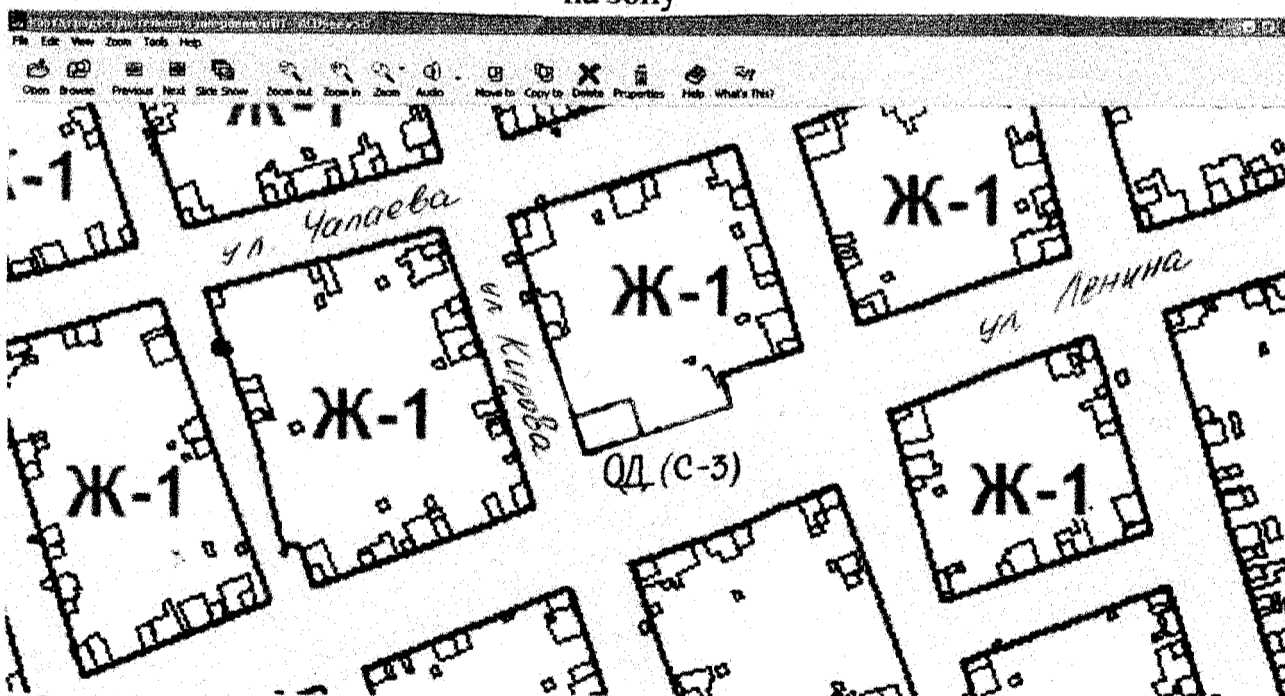 на зону
File Edit View Zoom Tools Help
Open Browse Previous Next Slide Show Zoom out Zoom in Zoom Audio Move to Copy to Delete Properties Help What's This?
Ж-1
-1
Ж-1
ул. Чапаева
Ж-1
ул. Ленина
Ж-1
ул Кирова
Ж-1
Ж-1
ОД (С-3)
Ж-1